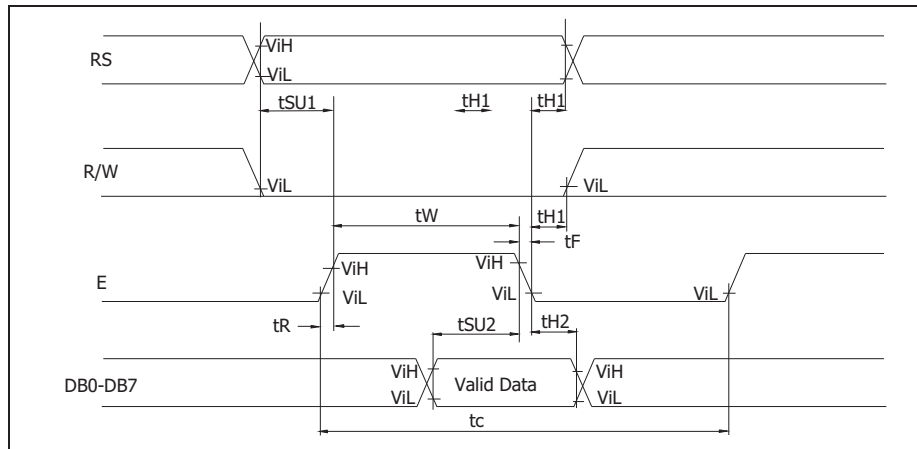 RS
ViH
ViL
tSU1
tH1
tH1
R/W
ViL
ViL
tW
tH1
tF
E
ViH
ViL
ViH
ViL
ViL
tR
tSU2
tH2
DB0-DB7
ViH
ViL
Valid Data
ViH
ViL
tc